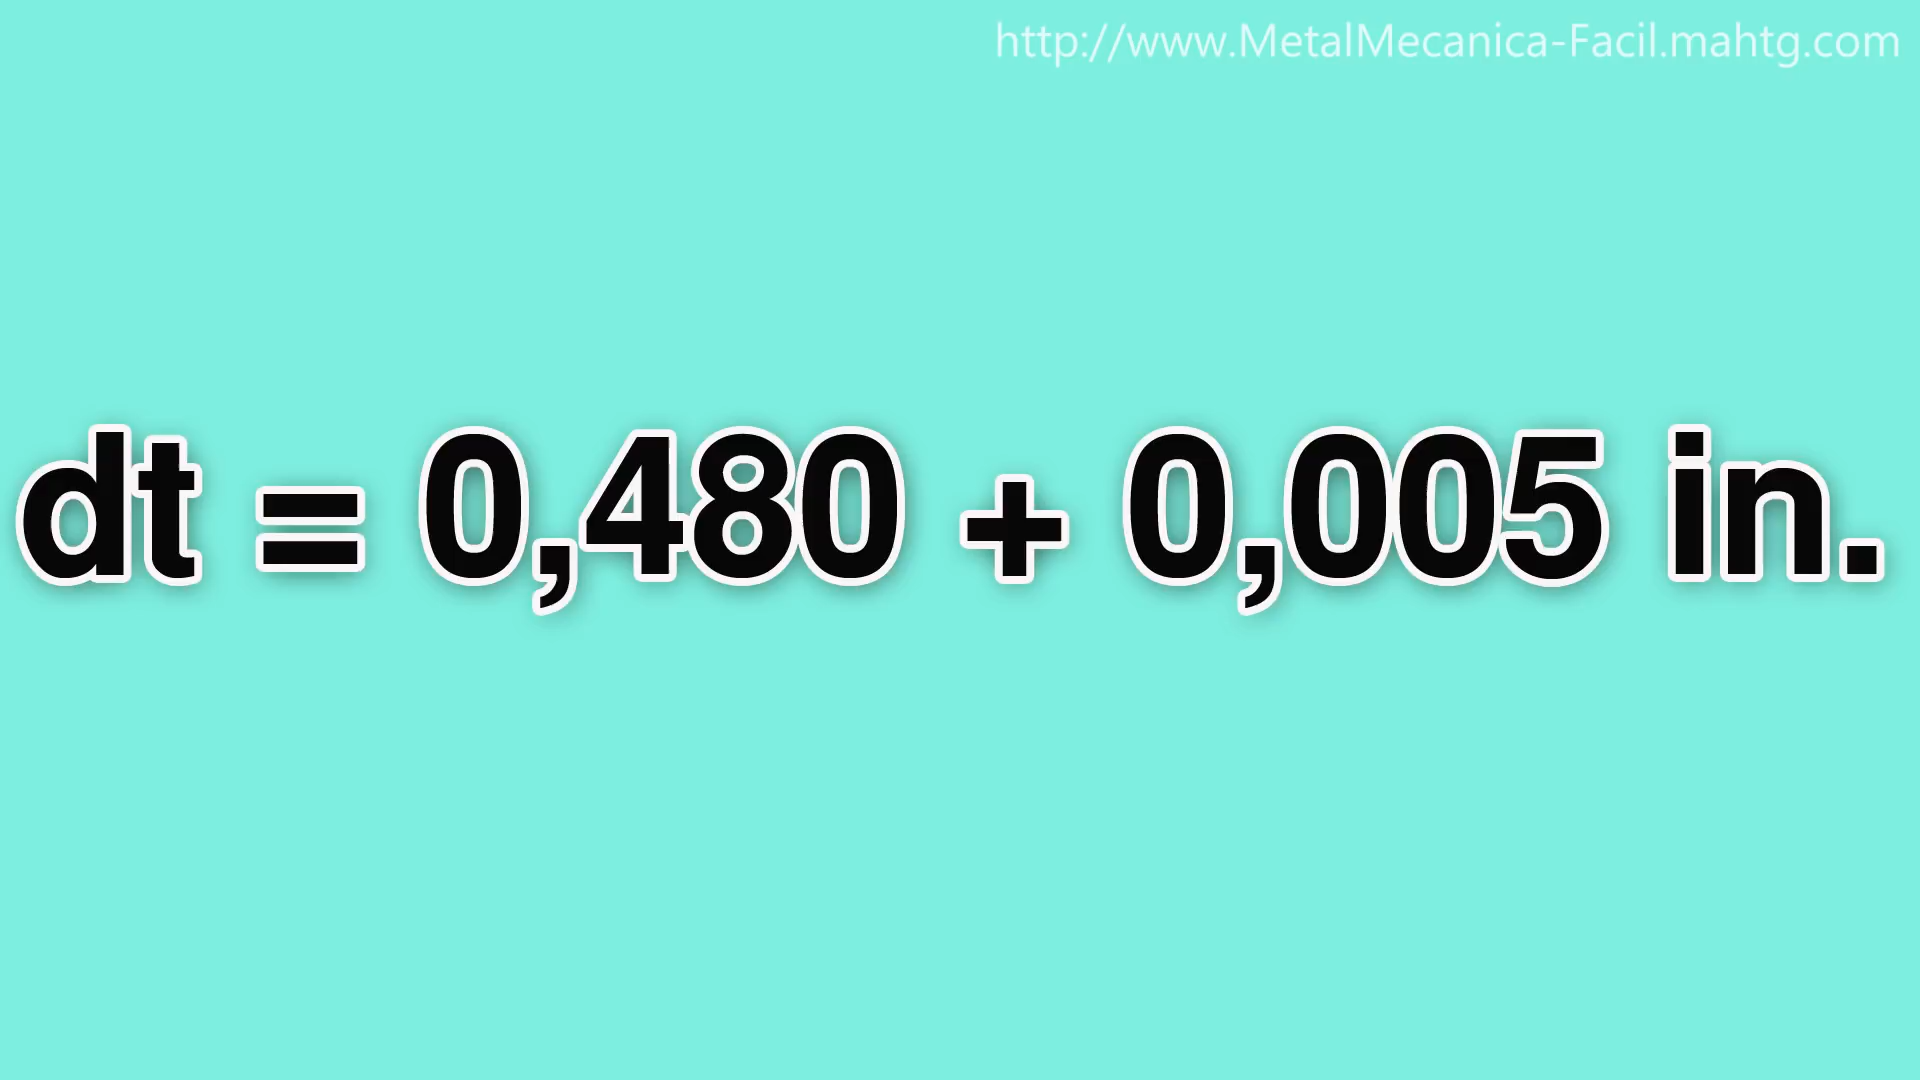 http://www.MetalMecanica-Facil.mahtg.com
dt = 0,480 + 0,005 in.